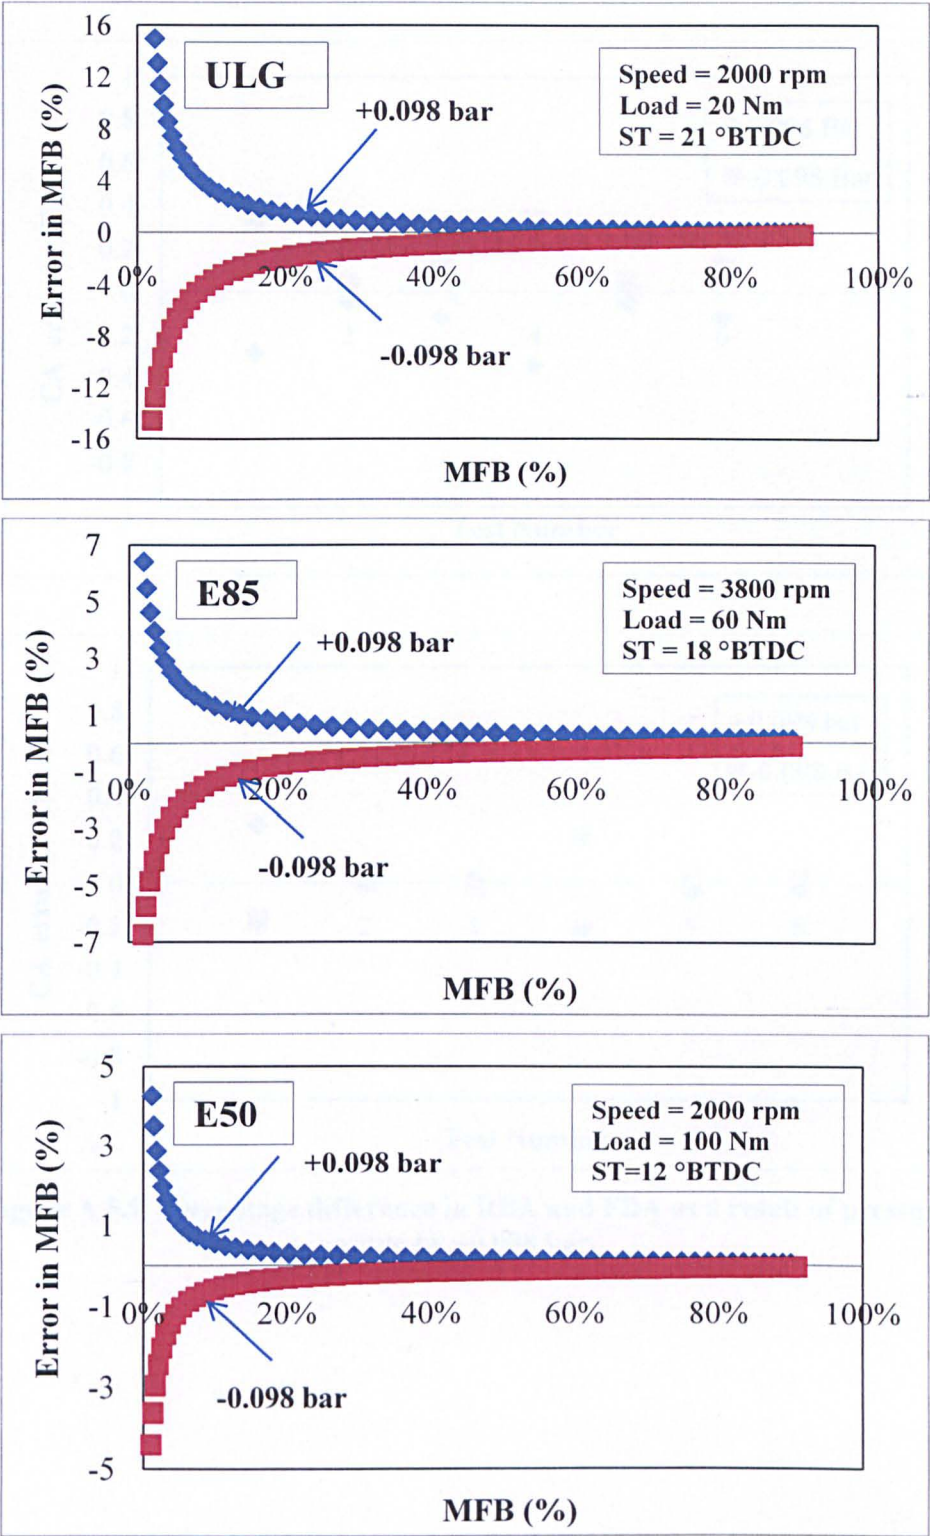 16
12
8
4
0
-4
-8
-12
-16
Error in MFB (%)
ULG
+0.098 bar
Speed = 2000 rpm
Load = 20 Nm
ST = 21 °BTDC
0% 20% 40% 60% 80% 100%
-0.098 bar
MFB (%)
7
5
3
1
-1
-3
-5
-7
Error in MFB (%)
E85
+0.098 bar
Speed = 3800 rpm
Load = 60 Nm
ST = 18 °BTDC
0% 20% 40% 60% 80% 100%
-0.098 bar
MFB (%)
5
3
1
-1
-3
-5
Error in MFB (%)
E50
+0.098 bar
Speed = 2000 rpm
Load = 100 Nm
ST=12 °BTDC
0% 20% 40% 60% 80% 100%
-0.098 bar
MFB (%)